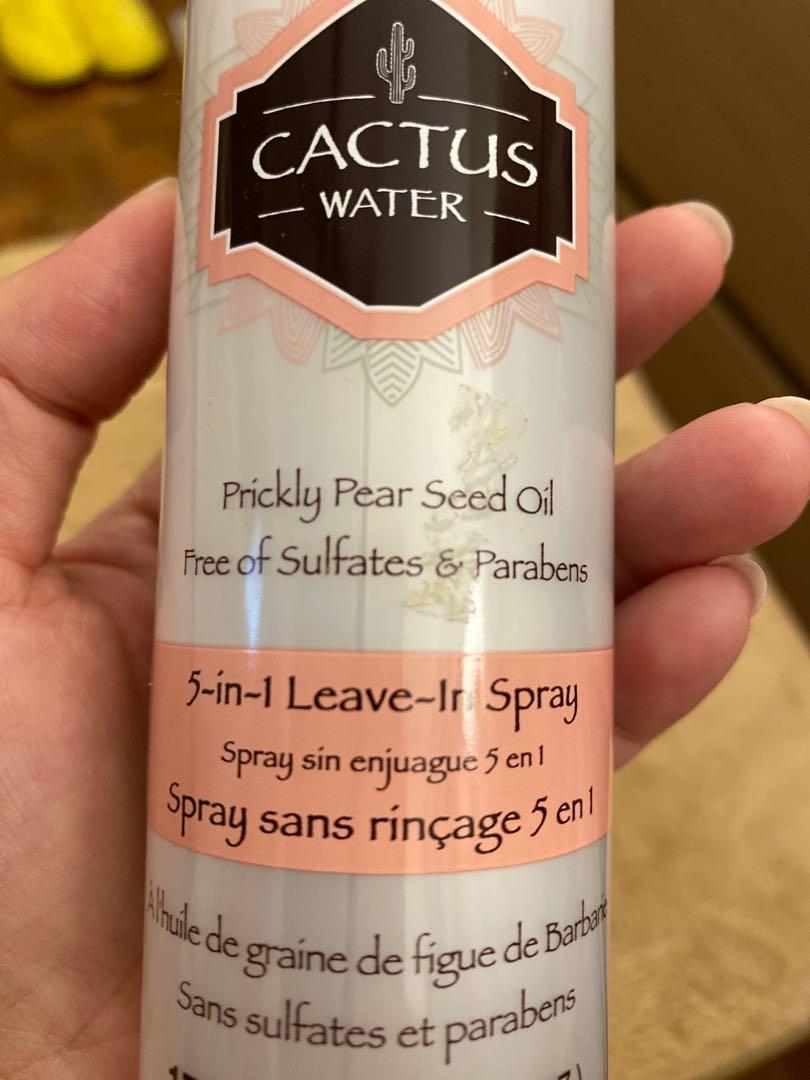 CACTUS
WATER
Prickly Pear Seed Oil
Free of Sulfates & Parabens
5-in-1 Leave-In Spray
Spray sin enjuague 5 en 1
Spray sans rinçage 5 en 1
À l'huile de graine de figue de Barbarie
Sans sulfates et parabens